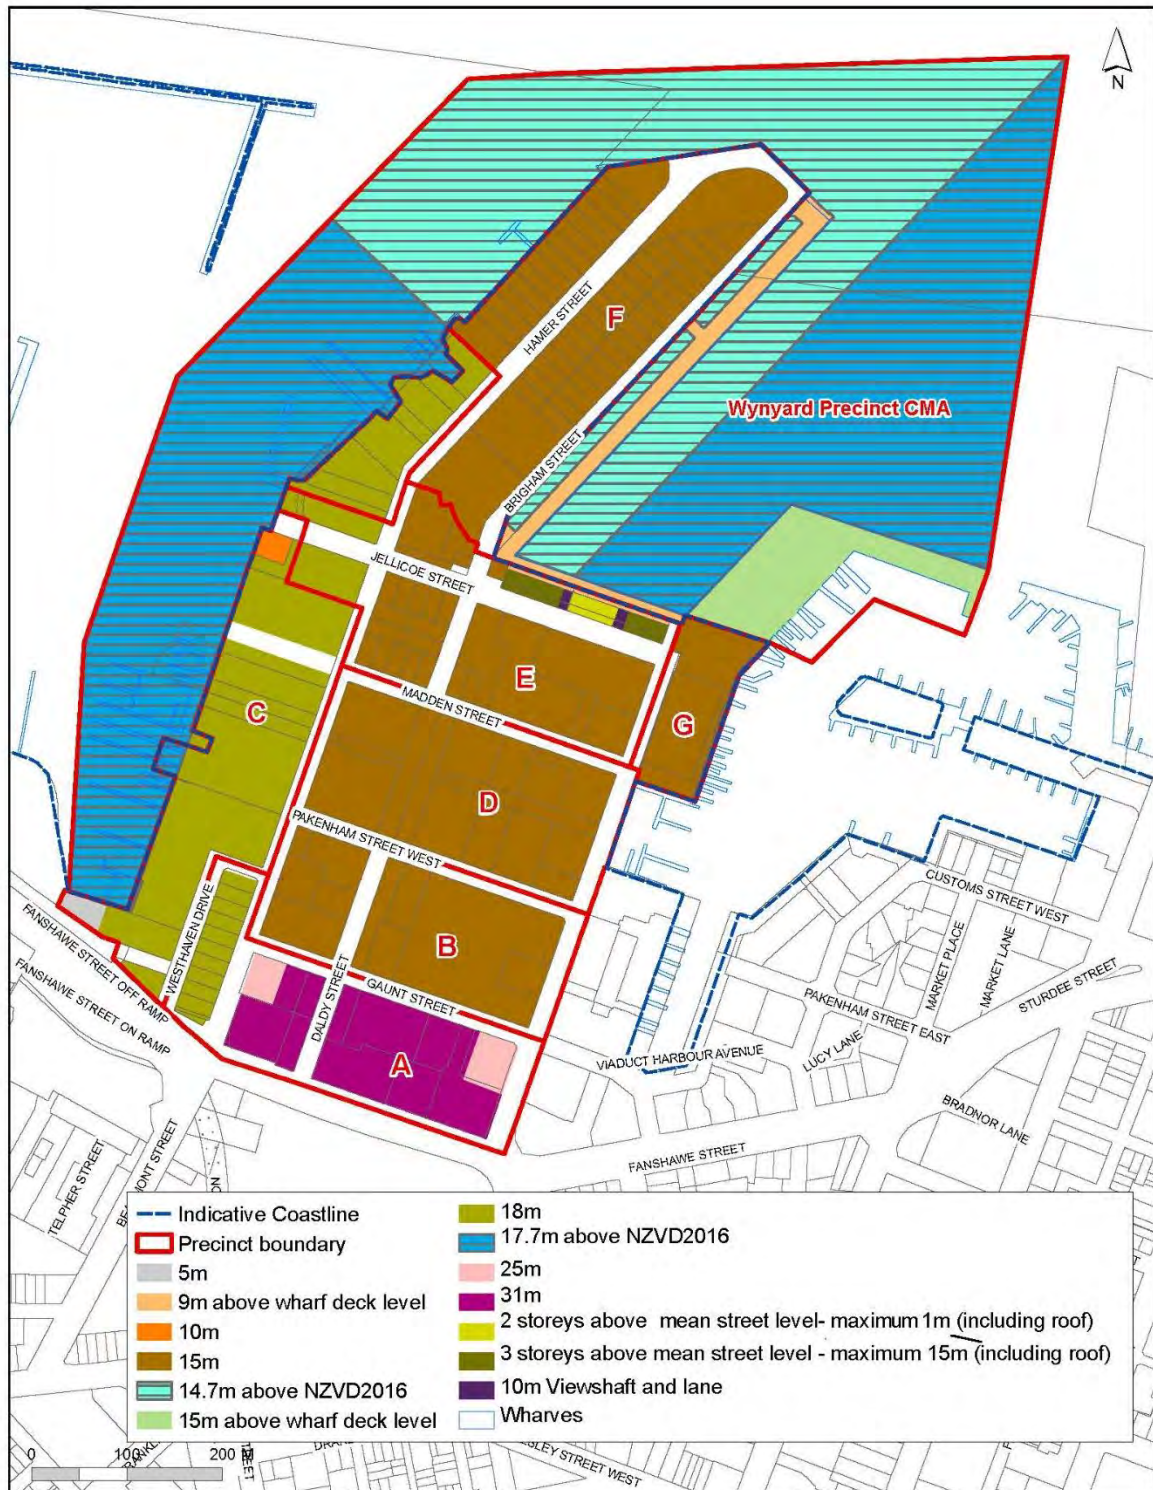 N
F
HAMER STREET
Wynyard Precinct CMA
BRIGHAM STREET
JELLICOE STREET
E
MADDEN STREET
C
G
D
PAKENHAM STREET WEST
CUSTOMS STREET WEST
WESTHAVEN DRIVE
FANSHAWE STREET OFF RAMP
FANSHAWE STREET ON RAMP
B
MARKET PLACE
MARKET LANE
STURDEE STREET
DALDY STREET
GAUNT STREET
PAKENHAM STREET EAST
LUCY LANE
VIADUCT HARBOUR AVENUE
A
BRADNOR LANE
FANSHAWE STREET
TELPHER STREET
Indicative Coastline
Precinct boundary
5m
9m above wharf deck level
10m
15m
14.7m above NZVD2016
15m above wharf deck level
18m
17.7m above NZVD2016
25m
31m
2 storeys above mean street level- maximum 1m (including roof)
3 storeys above mean street level - maximum 15m (including roof)
10m Viewshaft and lane
Wharves
0 100 200